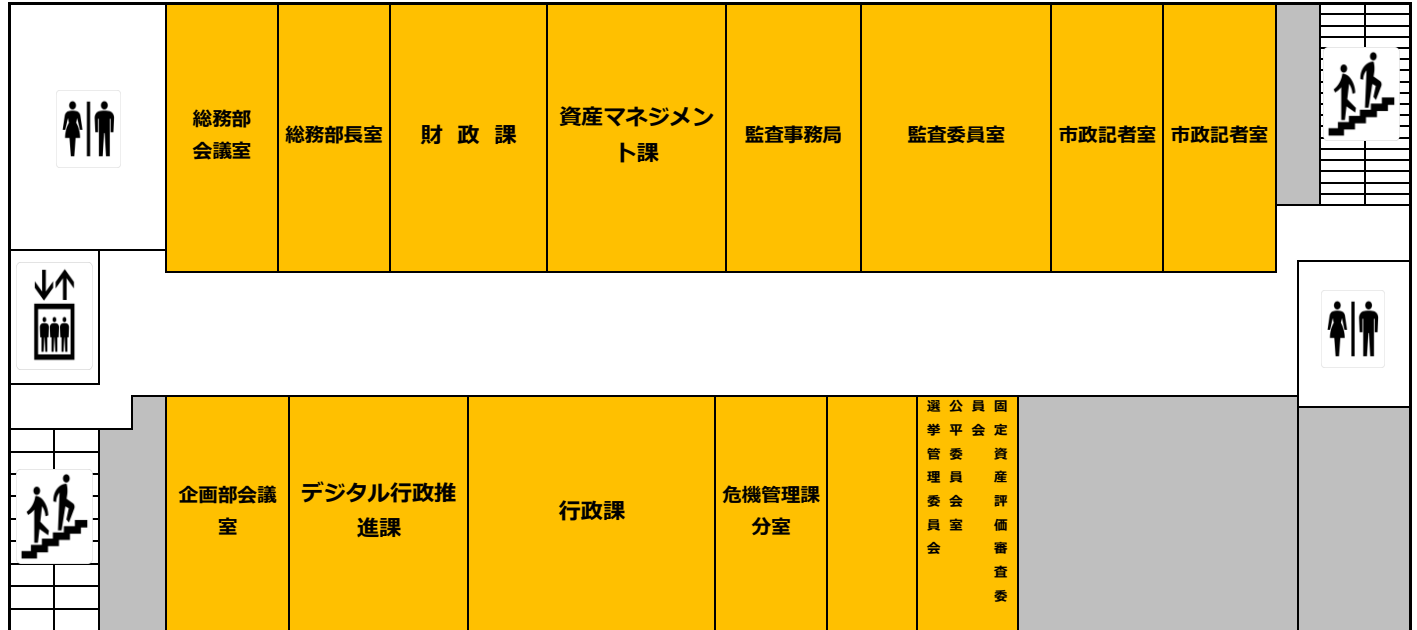 総務部
会議室
総務部長室
財 政 課
資産マネジメン
ト課
監査事務局
監査委員室
市政記者室
市政記者室
企画部会議
室
デジタル行政推
進課
行政課
危機管理課
分室
固定資産評価審査委
員会
公平委員会室
選挙管理委員会